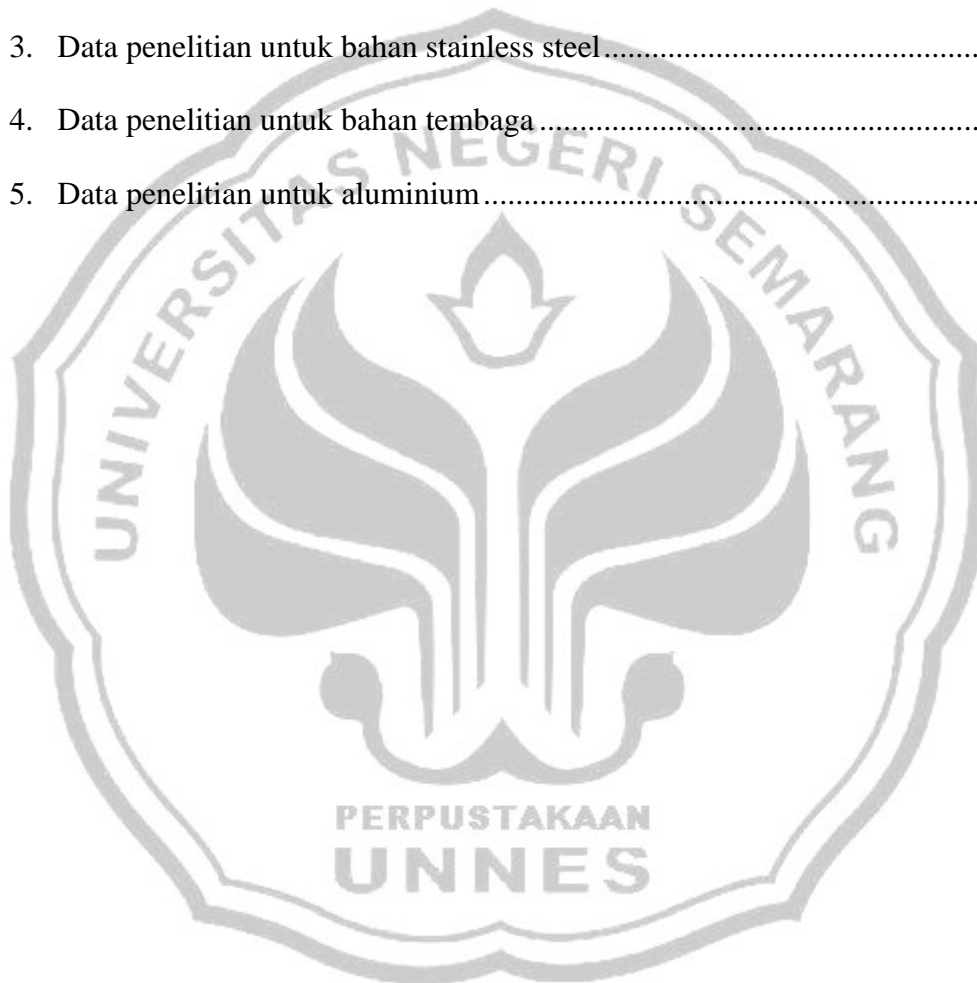 3. Data penelitian untuk bahan stainless steel.......................................
4. Data penelitian untuk bahan tembaga...............................................
5. Data penelitian untuk aluminium......................................................
UNIVERSITAS NEGERI SEMARANG
PERPUSTAKAAN
UNNES